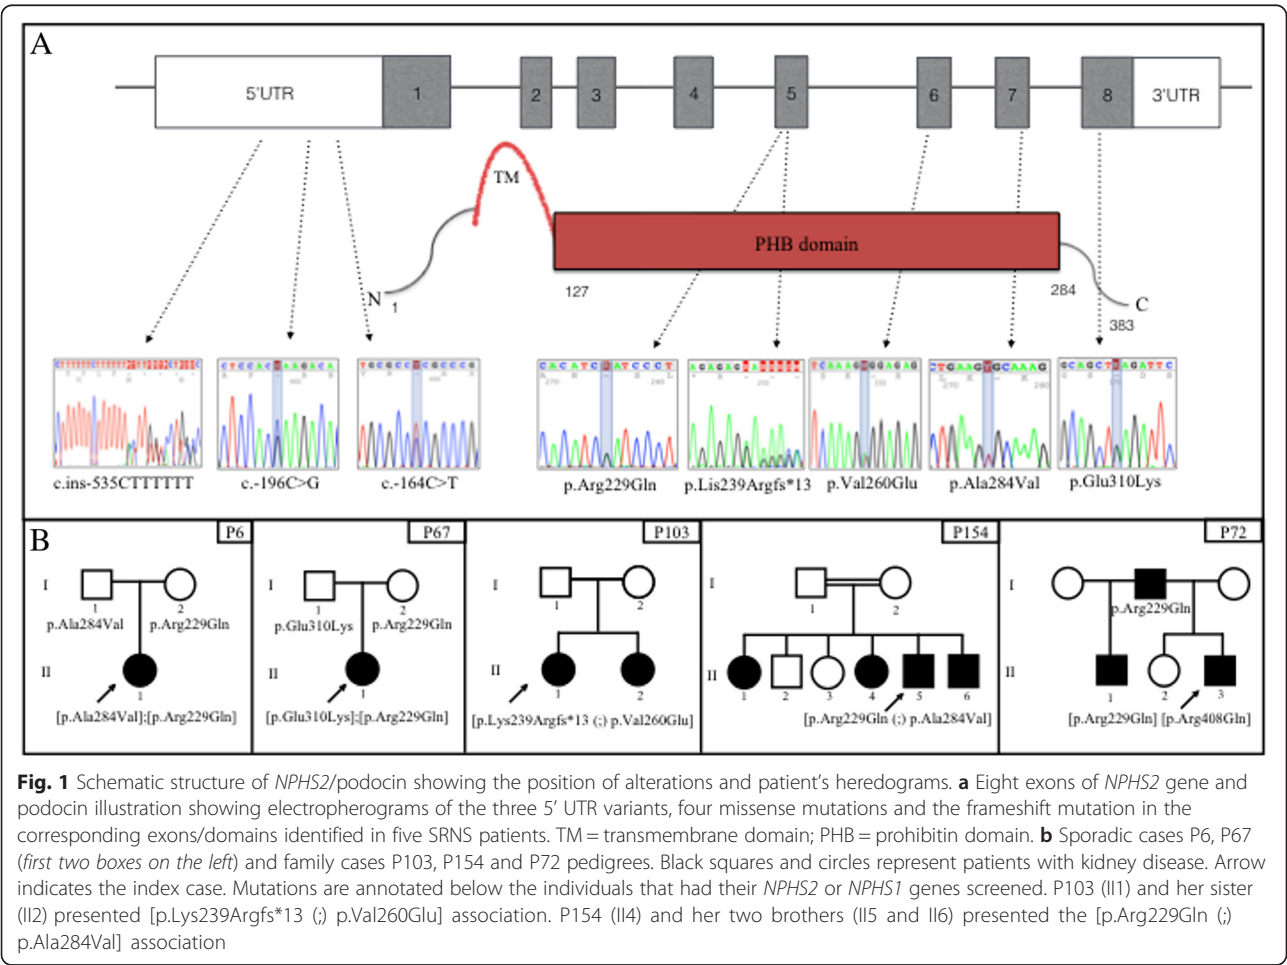 A
5'UTR 1 2 3 4 5 6 7 8 3'UTR
TM
PHB domain
N 1 127 284 C
383
c.ins-535CTTTTTT c.-196C>G c.-164C>T p.Arg229Gln p.Lis239Argfs*13 p.Val260Glu p.Ala284Val p.Glu310Lys
B P6 P67 P103 P154 P72
I 1 2 I 1 2 I 1 2 I 1 2 I
p.Ala284Val p.Arg229Gln p.Glu310Lys p.Arg229Gln p.Arg229Gln
II 1 II 1 II 1 2 II 1 2 3 4 5 6 II 1 2 3
[p.Ala284Val];[p.Arg229Gln] [p.Glu310Lys];[p.Arg229Gln] [p.Lys239Argfs*13 (;) p.Val260Glu] [p.Arg229Gln (;) p.Ala284Val] [p.Arg229Gln] [p.Arg408Gln]
Fig. 1 Schematic structure of NPHS2/podocin showing the position of alterations and patient's heredograms. a Eight exons of NPHS2 gene and
podocin illustration showing electropherograms of the three 5' UTR variants, four missense mutations and the frameshift mutation in the
corresponding exons/domains identified in five SRNS patients. TM = transmembrane domain; PHB = prohibitin domain. b Sporadic cases P6, P67
(first two boxes on the left) and family cases P103, P154 and P72 pedigrees. Black squares and circles represent patients with kidney disease. Arrow
indicates the index case. Mutations are annotated below the individuals that had their NPHS2 or NPHS1 genes screened. P103 (II1) and her sister
(II2) presented [p.Lys239Argfs*13 (;) p.Val260Glu] association. P154 (II4) and her two brothers (II5 and II6) presented the [p.Arg229Gln (;)
p.Ala284Val] association